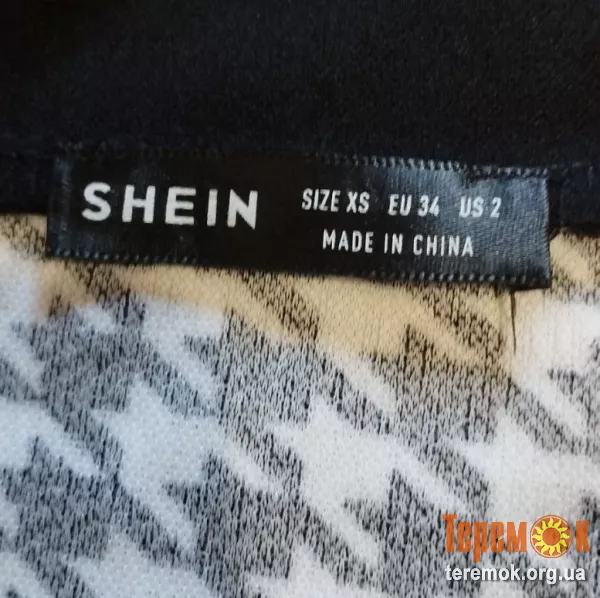 SHEIN
SIZE XS EU 34 US 2
MADE IN CHINA
Теремок
teremok.org.ua